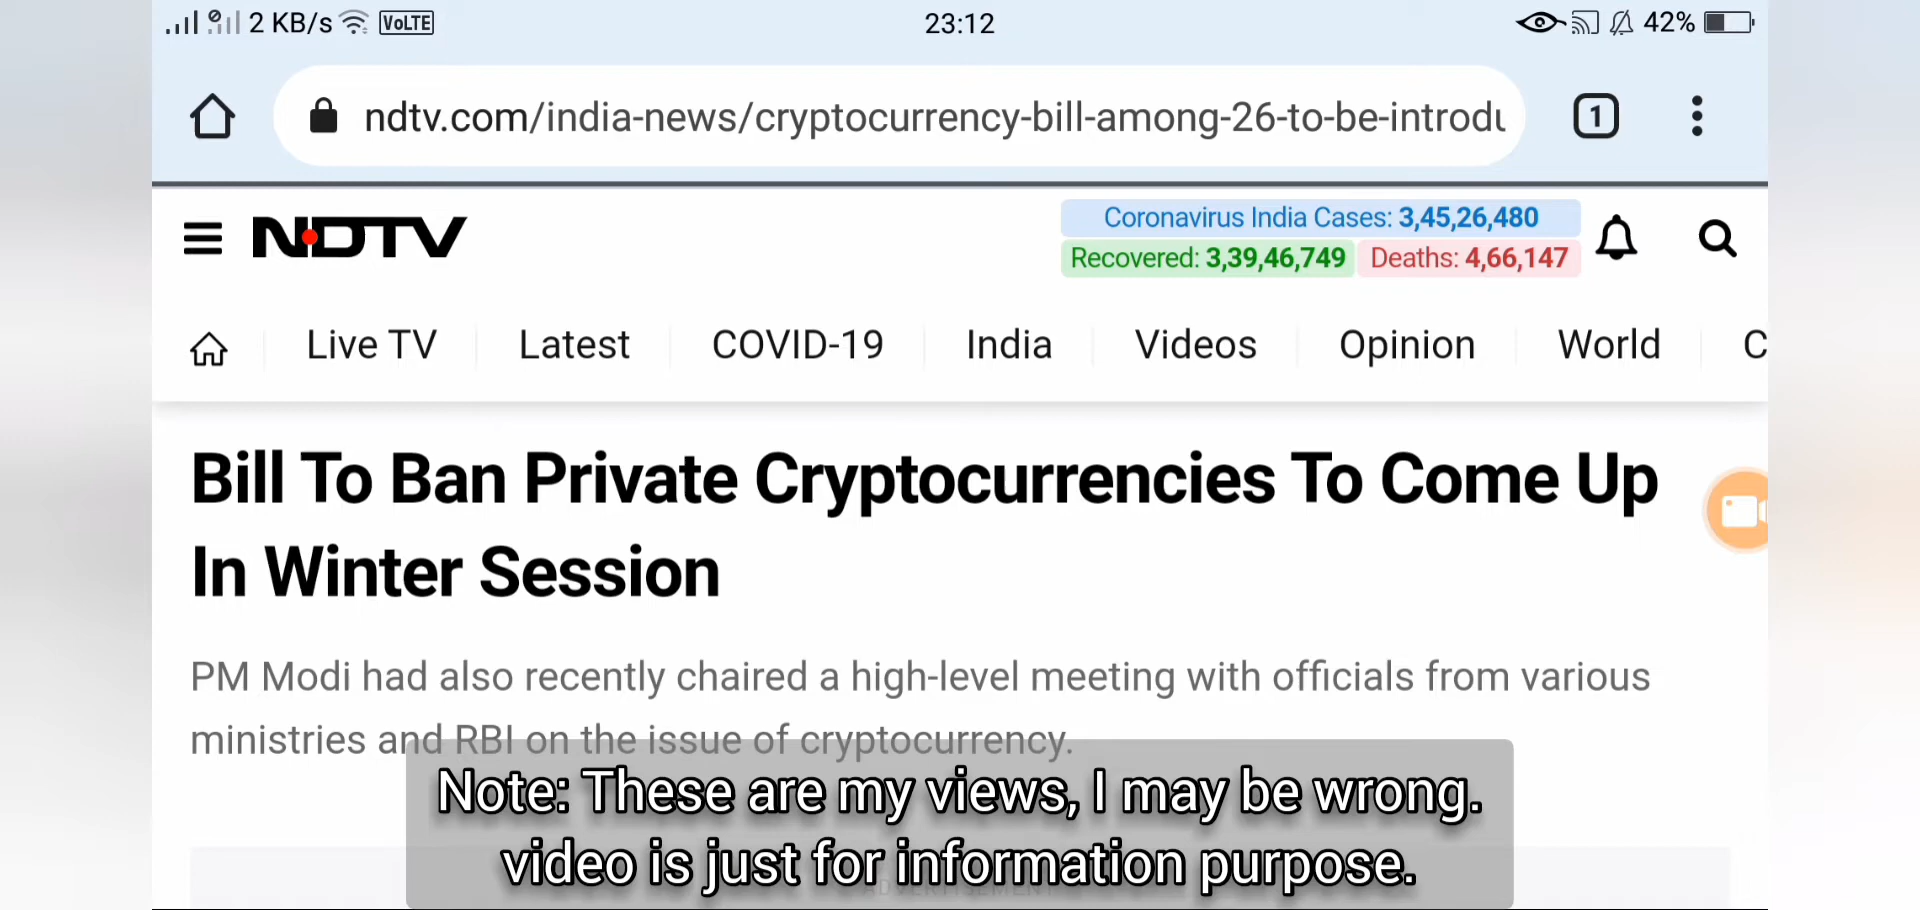 2 KB/s VoLTE 23:12 42%
ndtv.com/india-news/cryptocurrency-bill-among-26-to-be-introdu 1
NDTV
Coronavirus India Cases: 3,45,26,480
Recovered: 3,39,46,749 Deaths: 4,66,147
Live TV Latest COVID-19 India Videos Opinion World C
Bill To Ban Private Cryptocurrencies To Come Up
In Winter Session
PM Modi had also recently chaired a high-level meeting with officials from various
ministries and RBI on the issue of cryptocurrency.
Note: These are my views, I may be wrong.
video is just for information purpose.
ADVERTISEMENT